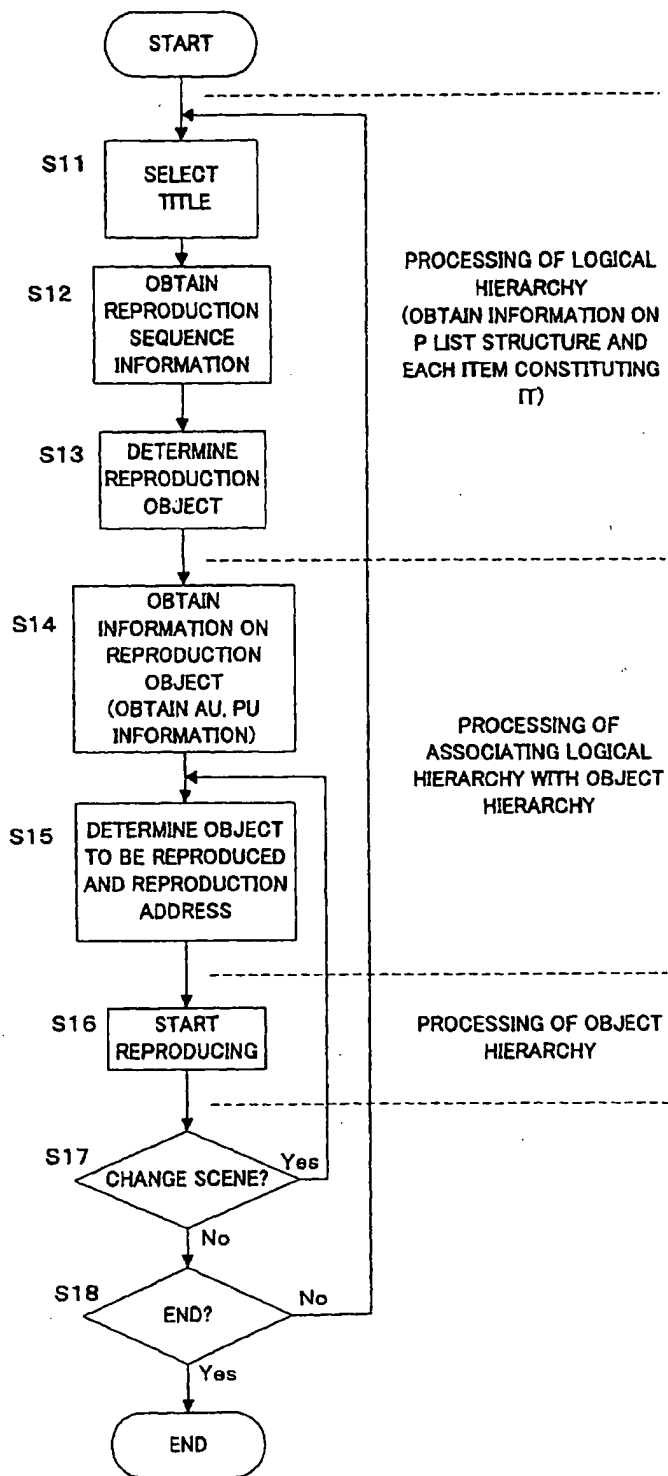 START
S11
SELECT
TITLE
S12
OBTAIN
REPRODUCTION
SEQUENCE
INFORMATION
PROCESSING OF LOGICAL
HIERARCHY
(OBTAIN INFORMATION ON
P LIST STRUCTURE AND
EACH ITEM CONSTITUTING
IT)
S13
DETERMINE
REPRODUCTION
OBJECT
S14
OBTAIN
INFORMATION ON
REPRODUCTION
OBJECT
(OBTAIN AU, PU
INFORMATION)
PROCESSING OF
ASSOCIATING LOGICAL
HIERARCHY WITH OBJECT
HIERARCHY
S15
DETERMINE OBJECT
TO BE REPRODUCED
AND REPRODUCTION
ADDRESS
S16
START
REPRODUCING
PROCESSING OF OBJECT
HIERARCHY
S17
CHANGE SCENE?
Yes
No
S18
END?
No
Yes
END